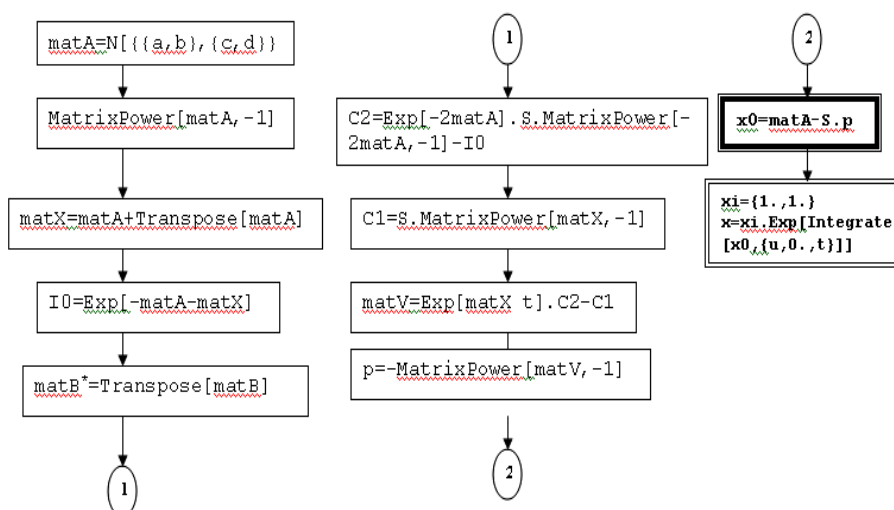 matA=N[{{a,b},{c,d}}
MatrixPower[matA,-1]
matX=matA+Transpose[matA]
I0=Exp[-matA-matX]
matB*=Transpose[matB]
1
1
C2=Exp[-2matA].S.MatrixPower[-
2matA,-1]-I0
C1=S.MatrixPower[matX,-1]
matV=Exp[matX t].C2-C1
p=-MatrixPower[matV,-1]
2
2
x0=matA-S.p
xi={1.,1.}
x=xi.Exp[Integrate
[x0,{u,0.,t}]]